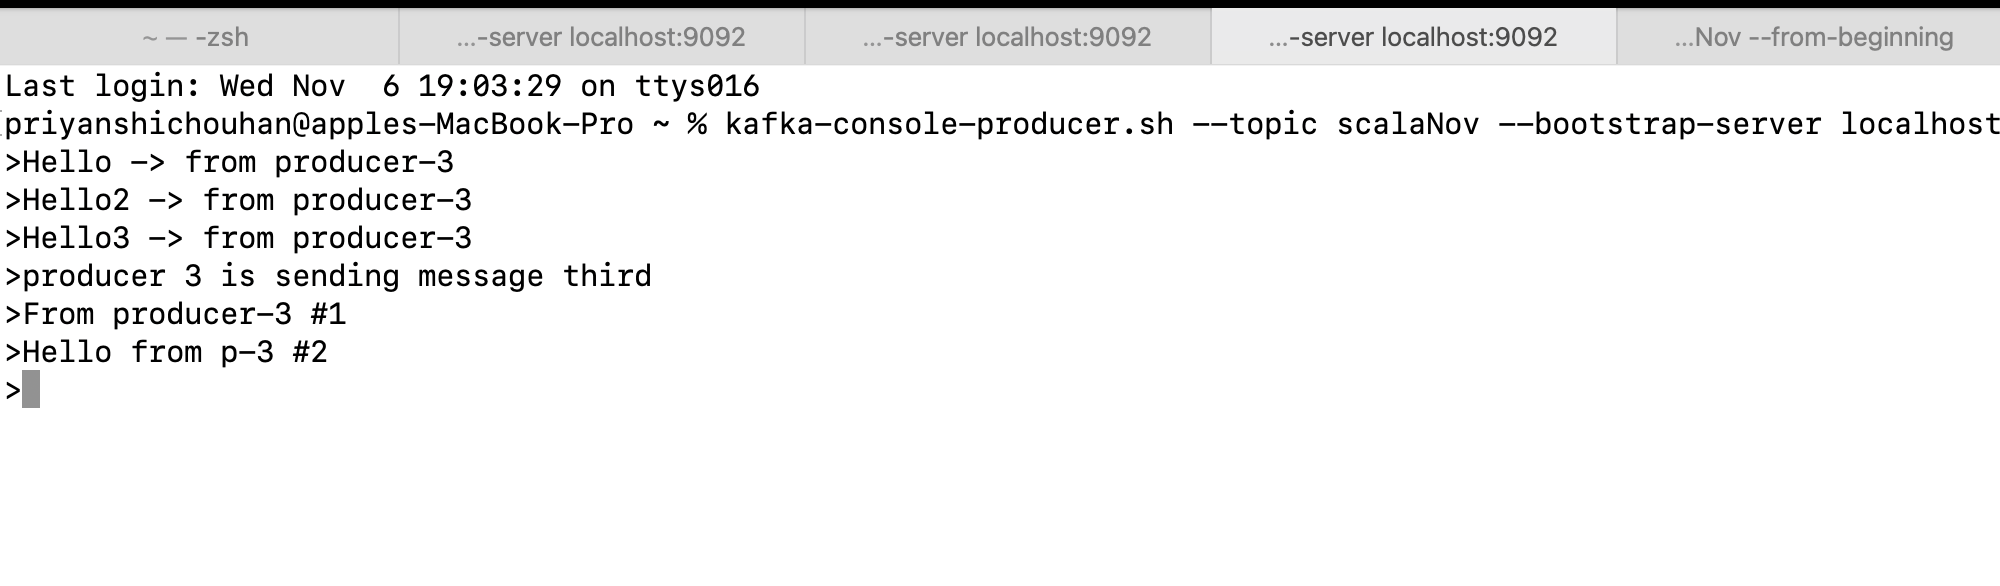 ~ — -zsh
...-server localhost:9092
...-server localhost:9092
...-server localhost:9092
...Nov --from-beginning
Last login: Wed Nov  6 19:03:29 on ttys016
priyanshichouhan@apples-MacBook-Pro ~ % kafka-console-producer.sh --topic scalaNov --bootstrap-server localhost
>Hello -> from producer-3
>Hello2 -> from producer-3
>Hello3 -> from producer-3
>producer 3 is sending message third
>From producer-3 #1
>Hello from p-3 #2
>